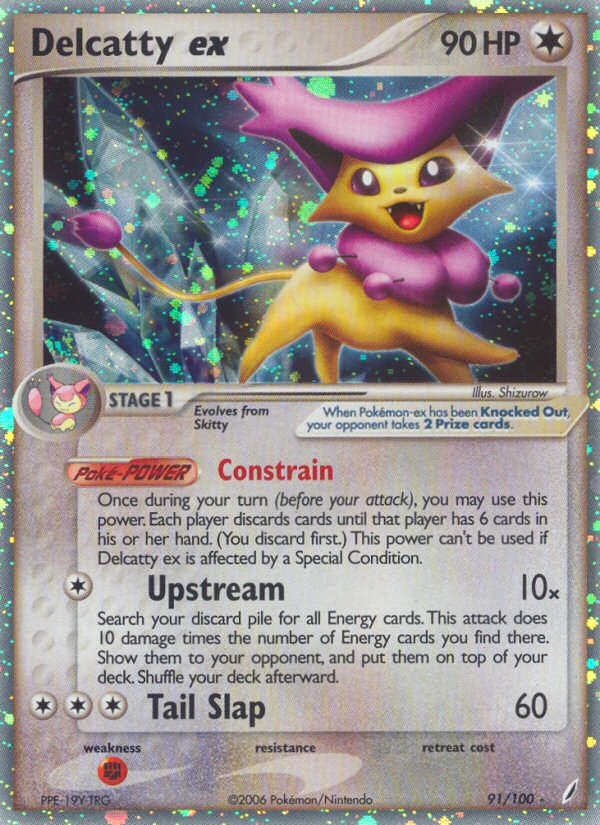 Delcatty ex 90 HP
Illus. Shizurow
STAGE 1
Evolves from
Skitty
When Pokémon-ex has been Knocked Out,
your opponent takes 2 Prize cards.
Poké-POWER Constrain
Once during your turn (before your attack), you may use this
power. Each player discards cards until that player has 6 cards in
his or her hand. (You discard first.) This power can't be used if
Delcatty ex is affected by a Special Condition.
Upstream 10x
Search your discard pile for all Energy cards. This attack does
10 damage times the number of Energy cards you find there.
Show them to your opponent, and put them on top of your
deck. Shuffle your deck afterward.
Tail Slap 60
weakness resistance retreat cost
PPE-19Y-TRG ©2006 Pokémon/Nintendo 91/100